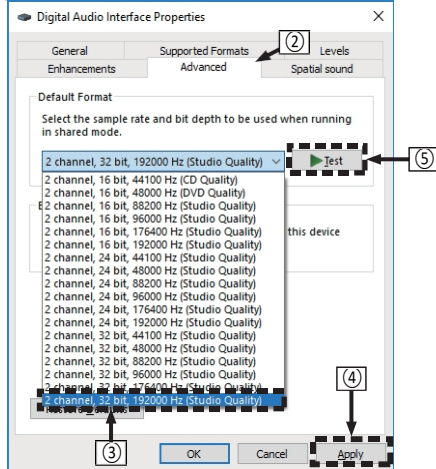 Digital Audio Interface Properties
②
General Supported Formats Levels
Enhancements Advanced Spatial sound
Default Format
Select the sample rate and bit depth to be used when running
in shared mode.
2 channel, 32 bit, 192000 Hz (Studio Quality) Test ⑤
2 channel, 16 bit, 44100 Hz (CD Quality)
2 channel, 16 bit, 48000 Hz (DVD Quality)
2 channel, 16 bit, 88200 Hz (Studio Quality)
2 channel, 16 bit, 96000 Hz (Studio Quality)
2 channel, 16 bit, 176400 Hz (Studio Quality) this device
2 channel, 16 bit, 192000 Hz (Studio Quality)
2 channel, 24 bit, 44100 Hz (Studio Quality)
2 channel, 24 bit, 48000 Hz (Studio Quality)
2 channel, 24 bit, 88200 Hz (Studio Quality)
2 channel, 24 bit, 96000 Hz (Studio Quality)
2 channel, 24 bit, 176400 Hz (Studio Quality)
2 channel, 24 bit, 192000 Hz (Studio Quality)
2 channel, 32 bit, 44100 Hz (Studio Quality)
2 channel, 32 bit, 48000 Hz (Studio Quality)
2 channel, 32 bit, 88200 Hz (Studio Quality)
2 channel, 32 bit, 96000 Hz (Studio Quality)
2 channel, 32 bit, 176400 Hz (Studio Quality)
2 channel, 32 bit, 192000 Hz (Studio Quality)
④
③
OK Cancel Apply